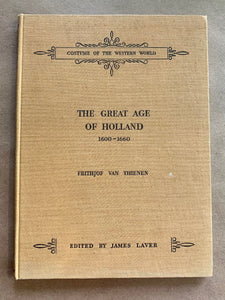 COSTUME OF THE WESTERN WORLD
THE GREAT AGE
OF HOLLAND
1600–1660
FRITHJOF VAN THIENEN
EDITED BY JAMES LAVER